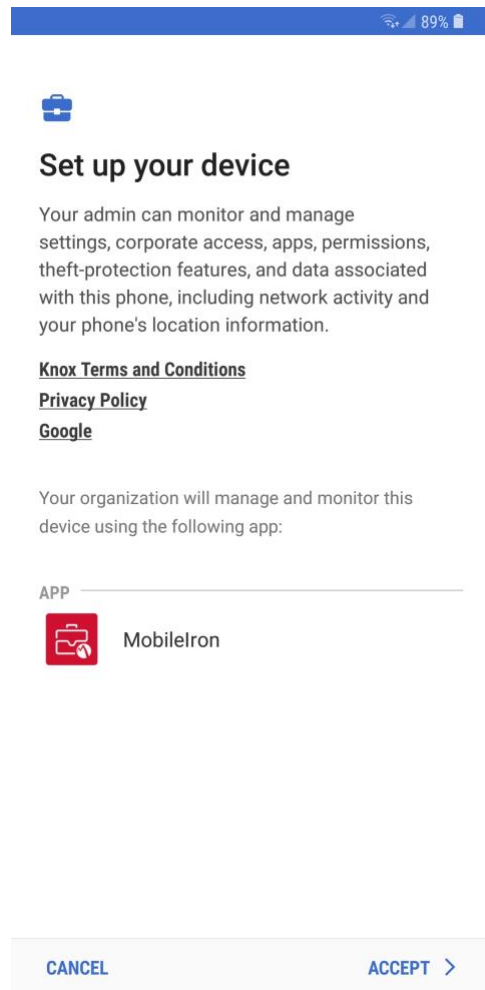 89%
Set up your device
Your admin can monitor and manage
settings, corporate access, apps, permissions,
theft-protection features, and data associated
with this phone, including network activity and
your phone's location information.
Knox Terms and Conditions
Privacy Policy
Google
Your organization will manage and monitor this
device using the following app:
APP
MobileIron
CANCEL
ACCEPT